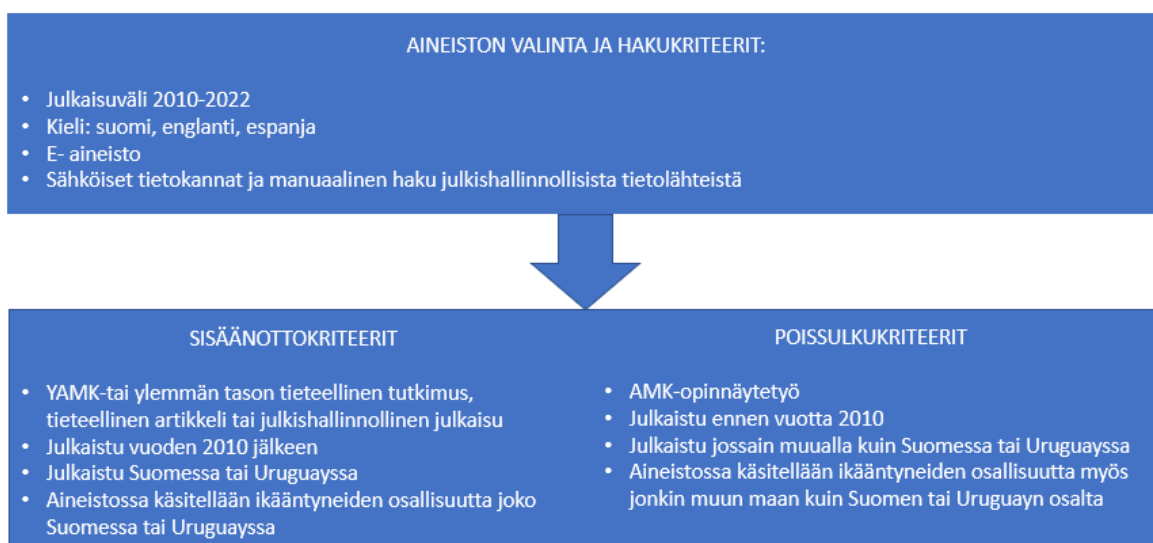 AINEISTON VALINTA JA HAKUKRITEERIT:
• Julkaisuväli 2010-2022
• Kieli: suomi, englanti, espanja
• E- aineisto
• Sähköiset tietokannat ja manuaalinen haku julkishallinnollisista tietolähteistä
SISÄÄNOTTOKRITEERIT
• YAMK-tai ylemmän tason tieteellinen tutkimus,
tieteellinen artikkeli tai julkishallinnollinen julkaisu
• Julkaistu vuoden 2010 jälkeen
• Julkaistu Suomessa tai Uruguayssa
• Aineistossa käsitellään ikääntyneiden osallisuutta joko
Suomessa tai Uruguayssa
POISSULKUKRITEERIT
• AMK-opinnäytetyö
• Julkaistu ennen vuotta 2010
• Julkaistu jossain muualla kuin Suomessa tai Uruguayssa
• Aineistossa käsitellään ikääntyneiden osallisuutta myös
jonkin muun maan kuin Suomen tai Uruguayn osalta